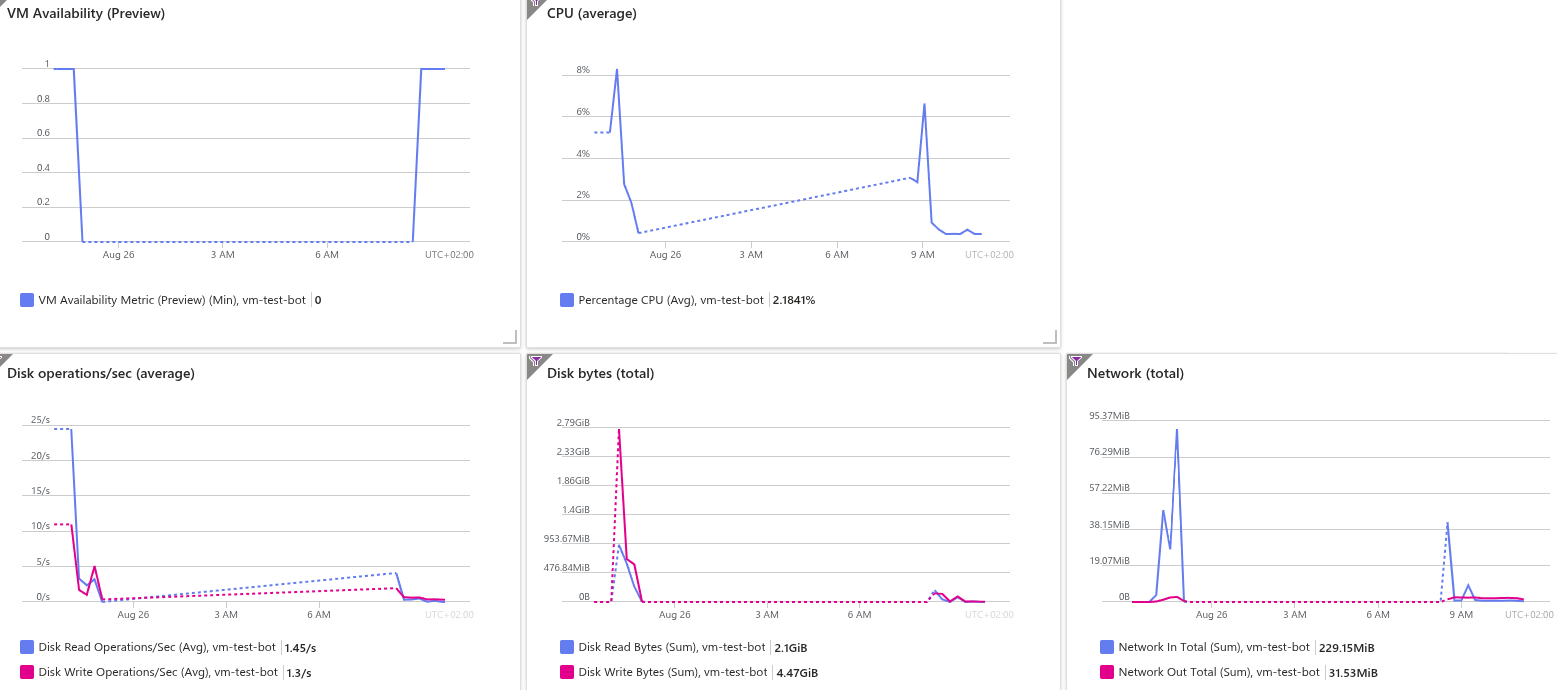 VM Availability (Preview)
1
0.8
0.6
0.4
0.2
0
Aug 26 3 AM 6 AM UTC+02:00
VM Availability Metric (Preview) (Min), vm-test-bot 0
CPU (average)
8%
6%
4%
2%
0%
Aug 26 3 AM 6 AM 9 AM UTC+02:00
Percentage CPU (Avg), vm-test-bot 2.1841%
Disk operations/sec (average)
25/s
20/s
15/s
10/s
5/s
0/s
Aug 26 3 AM 6 AM UTC+02:00
Disk Read Operations/Sec (Avg), vm-test-bot 1.45/s
Disk Write Operations/Sec (Avg), vm-test-bot 1.3/s
Disk bytes (total)
2.79GiB
2.33GiB
1.86GiB
1.4GiB
953.67MiB
476.84MiB
0B
Aug 26 3 AM 6 AM UTC+02:00
Disk Read Bytes (Sum), vm-test-bot 2.1GiB
Disk Write Bytes (Sum), vm-test-bot 4.47GiB
Network (total)
95.37MiB
76.29MiB
57.22MiB
38.15MiB
19.07MiB
0B
Aug 26 3 AM 6 AM 9 AM UTC+02:00
Network In Total (Sum), vm-test-bot 229.15MiB
Network Out Total (Sum), vm-test-bot 31.53MiB